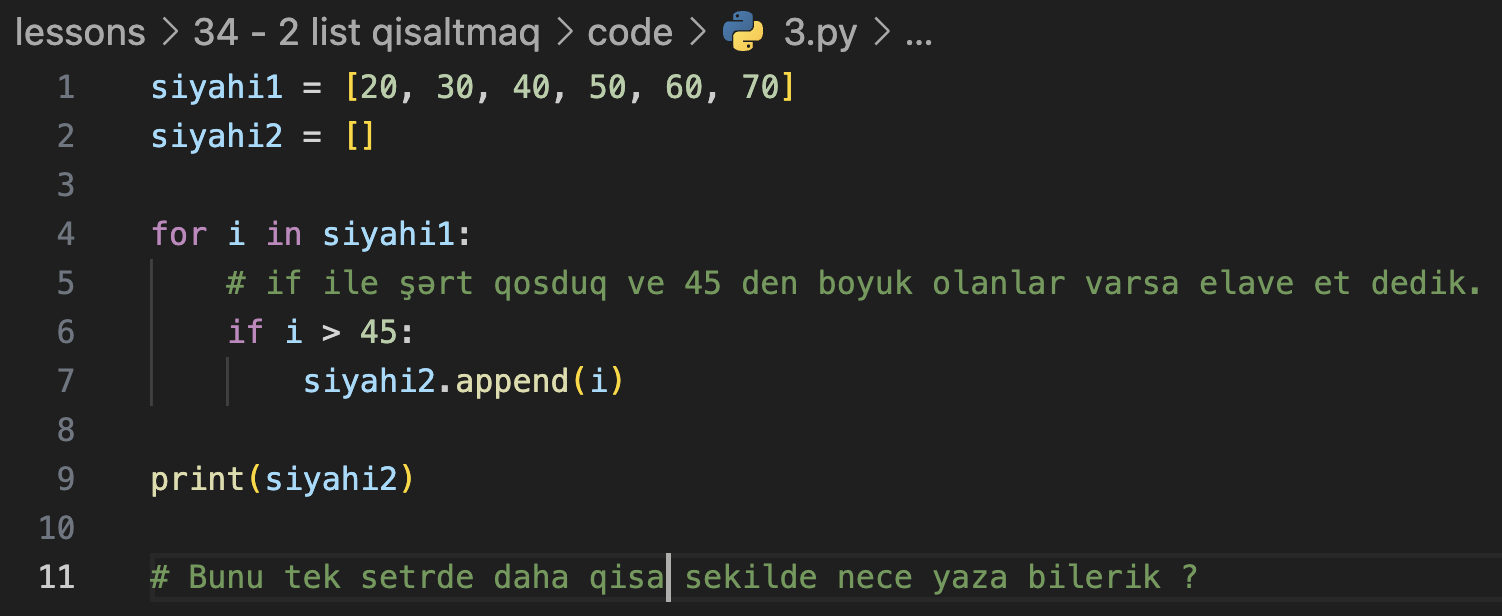 lessons > 34 - 2 list qisaltmaq > code > 3.py > ...
1 siyahi1 = [20, 30, 40, 50, 60, 70]
2 siyahi2 = []
3
4 for i in siyahi1:
5 # if ile şərt qosduq ve 45 den boyuk olanlar varsa elave et dedik.
6 if i > 45:
7 siyahi2.append(i)
8
9 print(siyahi2)
10
11 # Bunu tek setrde daha qisa sekilde nece yaza bilerik ?